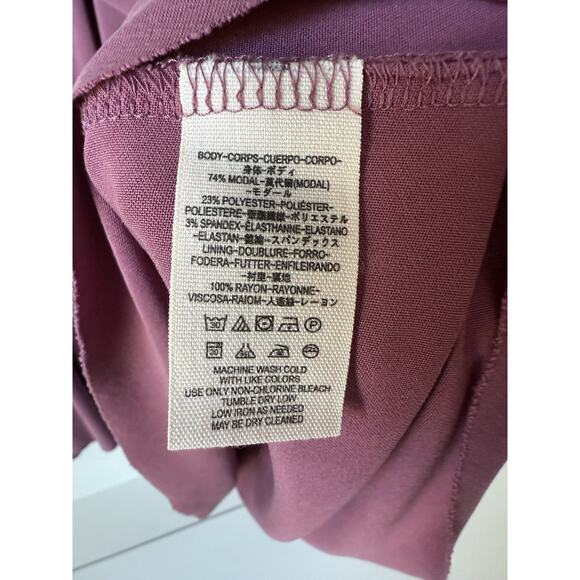 BODY-CORPS-CUERPO-CORPO-
身体-ボディ
74% MODAL-莫代爾(MODAL)
-モダール
23% POLYESTER-POLIÉSTER-
POLIESTERE-聚酯纖維-ポリエステル
3% SPANDEX-ÉLASTHANNE-ELASTANO
-ELASTAN-氨綸-スパンデックス
LINING-DOUBLURE-FORRO-
FODERA-FUTTER-ENFILEIRANDO
-村里-裏地
100% RAYON-RAYONNE-
VISCOSA-RAIOM-人造絲-レーヨン
30 P
30
MACHINE WASH COLD
WITH LIKE COLORS
USE ONLY NON-CHLORINE BLEACH
TUMBLE DRY LOW
LOW IRON AS NEEDED
MAY BE DRY CLEANED